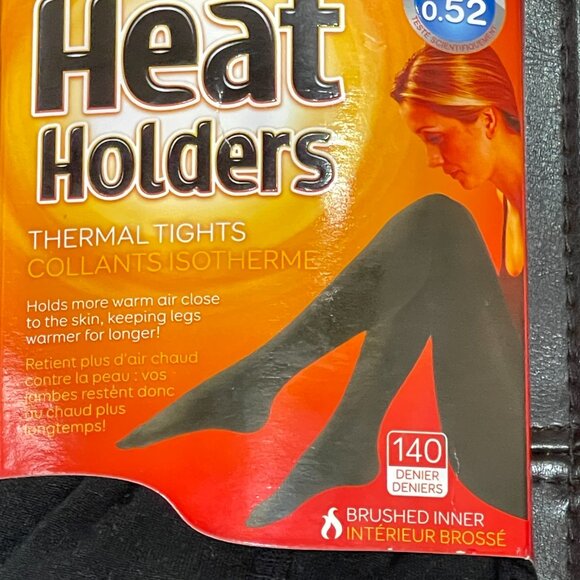 Heat
Holders
0.52
TESTÉ SCIENTIFIQUEMENT
THERMAL TIGHTS
COLLANTS ISOTHERME
Holds more warm air close
to the skin, keeping legs
warmer for longer!
Retient plus d'air chaud
contre la peau : vos
jambes restent donc
au chaud plus
longtemps!
140
DENIER
DENIERS
BRUSHED INNER
INTÉRIEUR BROSSÉ